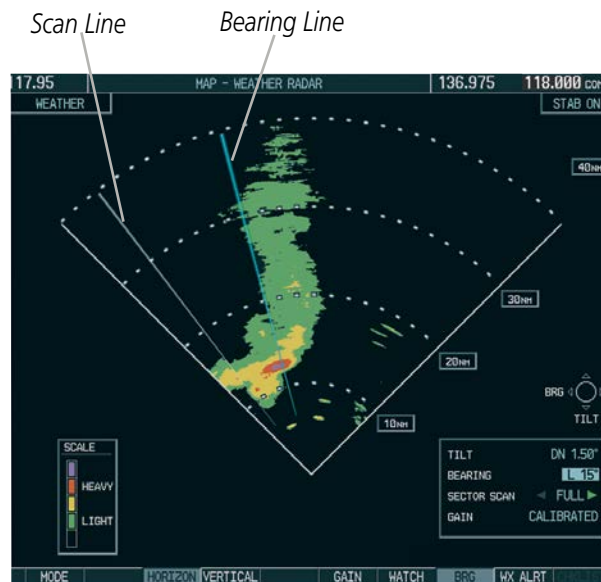 Scan Line
Bearing Line
17.95 MAP - WEATHER RADAR 136.975 118.000 COM
WEATHER STAB ON
40NM
30NM
20NM
10NM
BRG
TILT
SCALE
HEAVY
LIGHT
TILT DN 1.50°
BEARING L 15°
SECTOR SCAN FULL
GAIN CALIBRATED
MODE HORIZON VERTICAL GAIN WATCH BRG WX ALRT